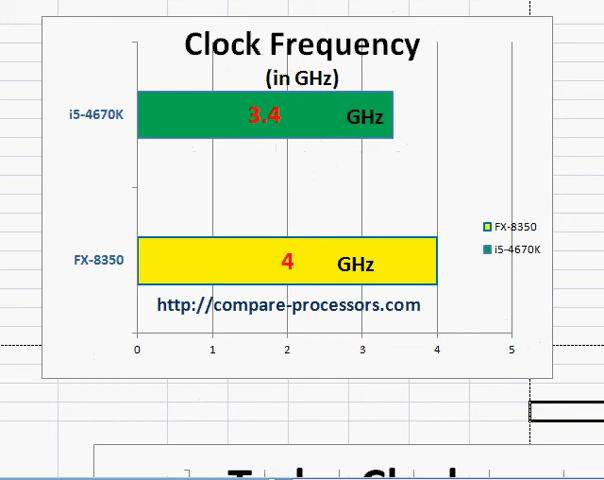 Clock Frequency
(in GHz)
i5-4670K
3.4 GHz
FX-8350
4 GHz
FX-8350
i5-4670K
http://compare-processors.com
0 1 2 3 4 5